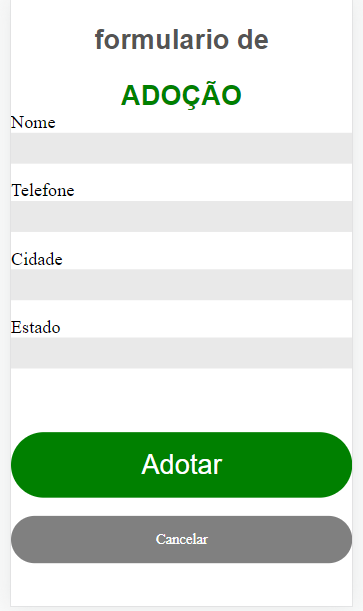 formulario de
ADOÇÃO
Nome
Telefone
Cidade
Estado
Adotar
Cancelar